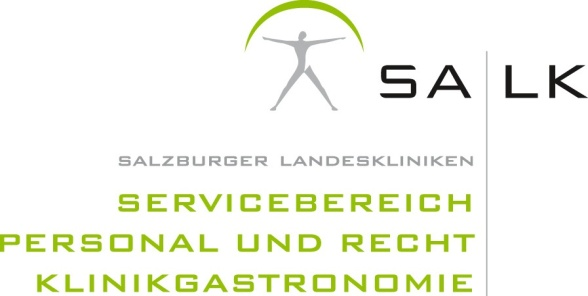 SA|LK
SALZBURGER LANDESKLINIKEN
SERVICEBEREICH
PERSONAL UND RECHT
KLINIKGASTRONOMIE